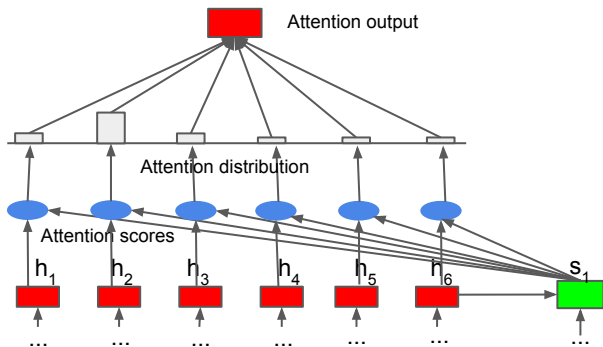 Attention output
Attention distribution
Attention scores
h1 h2 h3 h4 h5 h6 s1
... ... ... ... ... ... ...